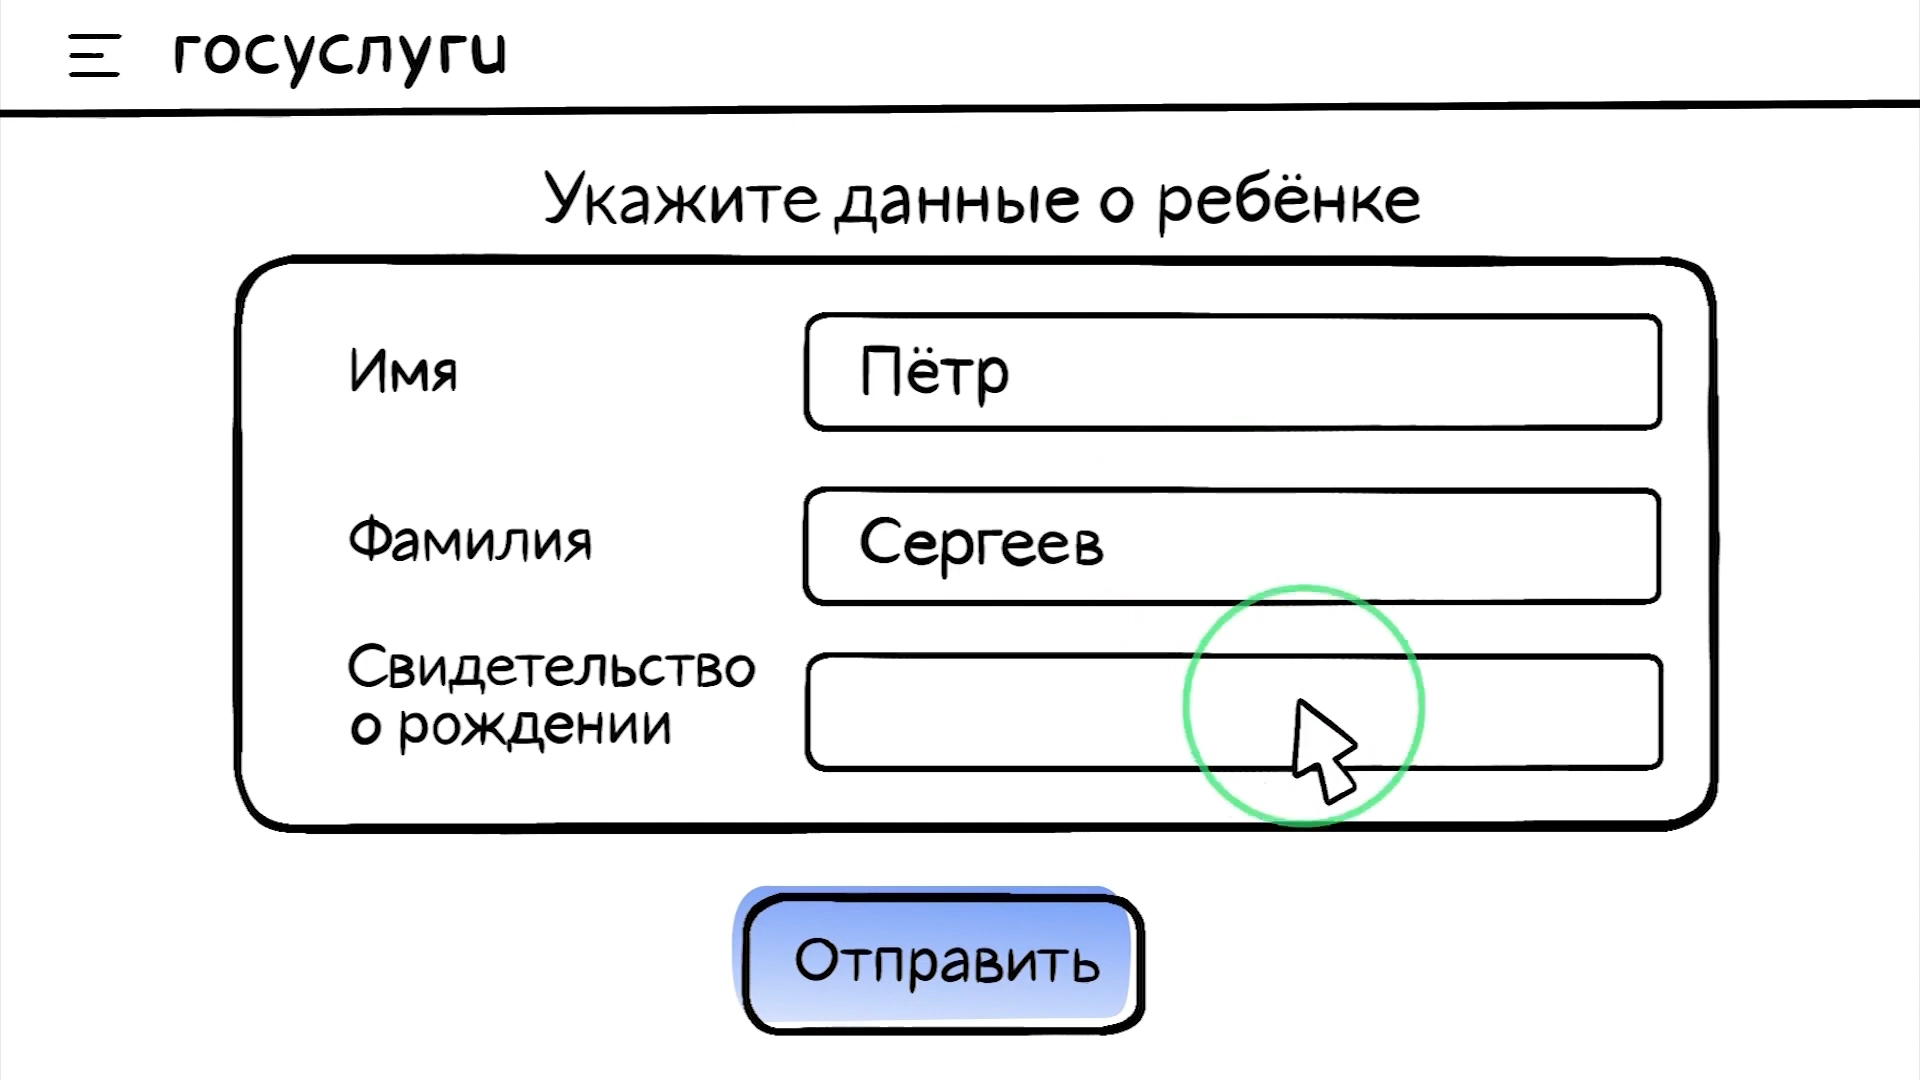 госуслуги
Укажите данные о ребёнке
Имя
Пётр
Фамилия
Сергеев
Свидетельство
о рождении
Отправить